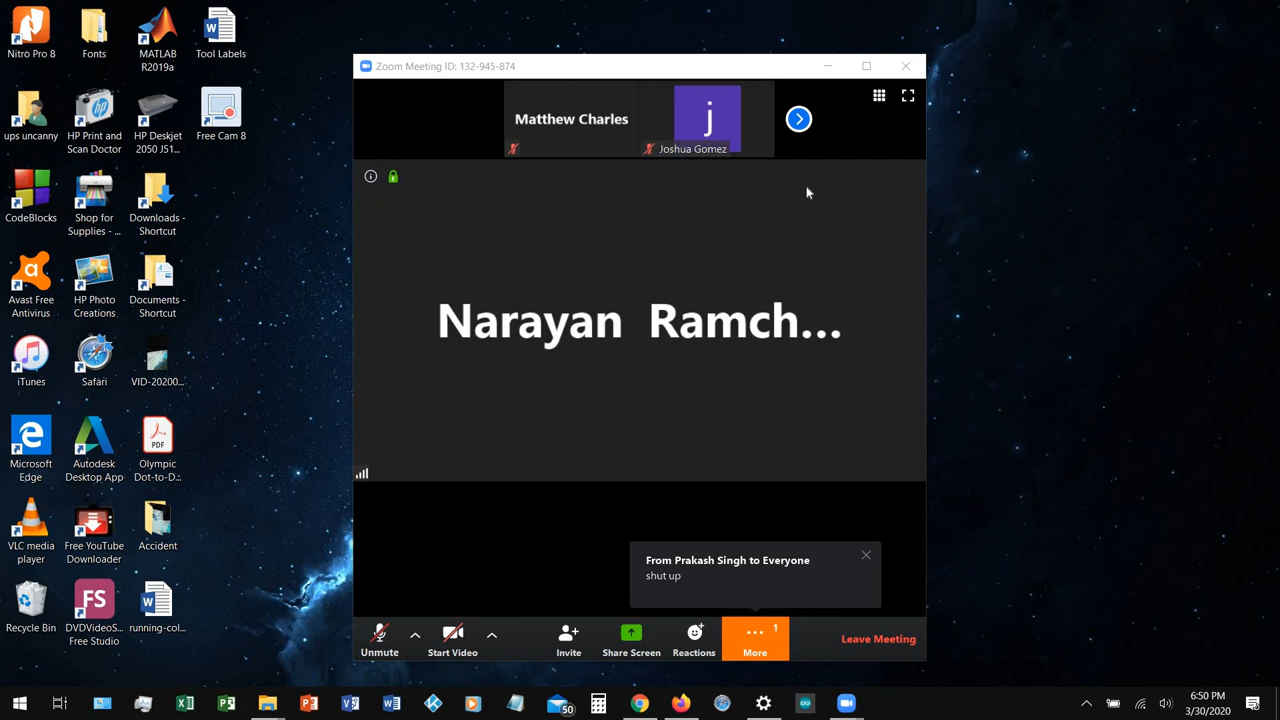 Nitro Pro 8
Fonts
MATLAB
R2019a
Tool Labels
ups uncanny
HP Print and
Scan Doctor
HP Deskjet
2050 J51...
Free Cam 8
CodeBlocks
Shop for
Supplies - ...
Downloads -
Shortcut
Avast Free
Antivirus
HP Photo
Creations
Documents -
Shortcut
iTunes
Safari
VID-20200...
Microsoft
Edge
Autodesk
Desktop App
PDF
Olympic
Dot-to-D...
VLC media
player
Free YouTube
Downloader
Accident
Recycle Bin
FS
DVDVideoS...
Free Studio
running-col...
Zoom Meeting ID: 132-945-874
Matthew Charles
j
Joshua Gomez
Narayan Ramch...
From Prakash Singh to Everyone
shut up
Unmute
Start Video
Invite
Share Screen
Reactions
1
More
Leave Meeting
50
6:50 PM
3/30/2020